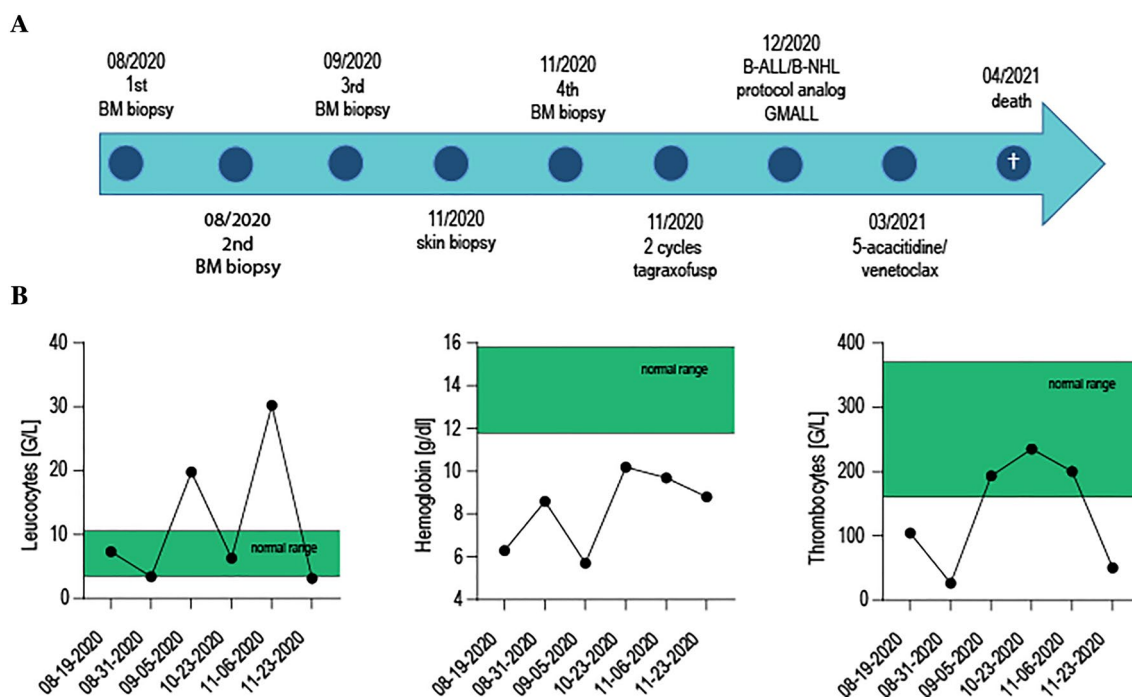 A
08/2020
1st
BM biopsy
09/2020
3rd
BM biopsy
11/2020
4th
BM biopsy
12/2020
B-ALL/B-NHL
protocol analog
GMALL
04/2021
death
08/2020
2nd
BM biopsy
11/2020
skin biopsy
11/2020
2 cycles
tagraxofusp
03/2021
5-acacitidine/
venetoclax
B
Leucocytes [G/L]
40
30
20
10
0
normal range
08-19-2020
08-31-2020
09-05-2020
10-23-2020
11-06-2020
11-23-2020
Hemoglobin [g/dl]
16
14
12
10
8
6
4
normal range
08-19-2020
08-31-2020
09-05-2020
10-23-2020
11-06-2020
11-23-2020
Thrombocytes [G/L]
400
300
200
100
0
normal range
08-19-2020
08-31-2020
09-05-2020
10-23-2020
11-06-2020
11-23-2020